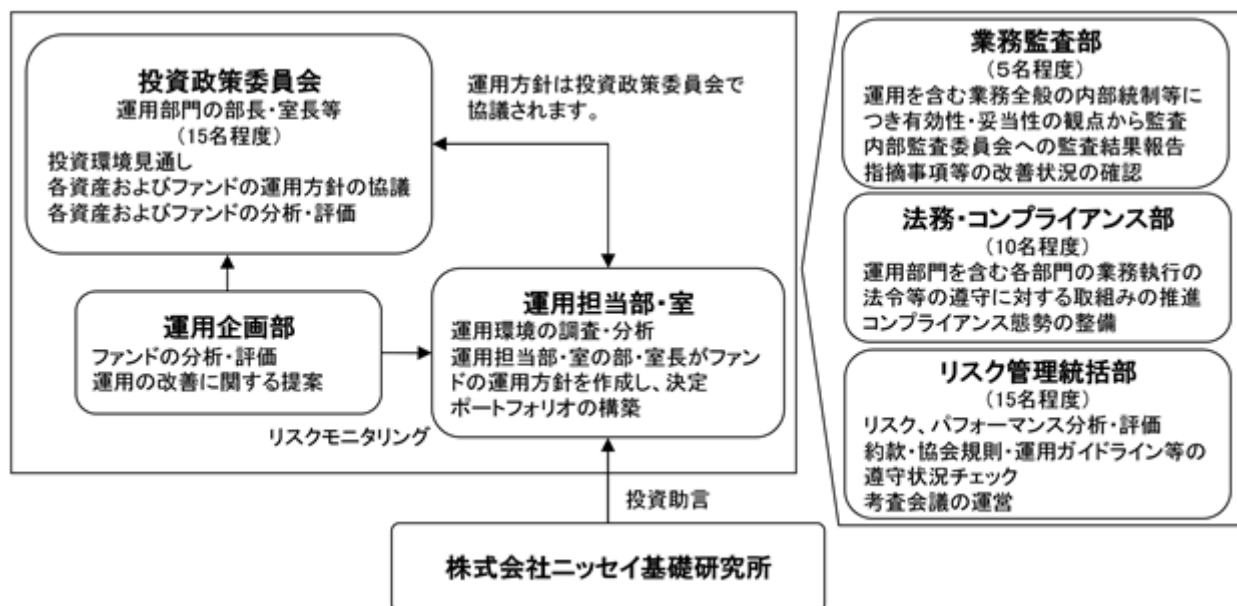 投資政策委員会
運用部門の部長・室長等
(15名程度)
投資環境見通し
各資産およびファンドの運用方針の協議
各資産およびファンドの分析・評価
運用方針は投資政策委員会で
協議されます。
運用企画部
ファンドの分析・評価
運用の改善に関する提案
運用担当部・室
運用環境の調査・分析
運用担当部・室の部・室長がファン
ドの運用方針を作成し、決定
ポートフォリオの構築
リスクモニタリング
投資助言
株式会社ニッセイ基礎研究所
業務監査部
(5名程度)
運用を含む業務全般の内部統制等に
つき有効性・妥当性の観点から監査
内部監査委員会への監査結果報告
指摘事項等の改善状況の確認
法務・コンプライアンス部
(10名程度)
運用部門を含む各部門の業務執行の
法令等の遵守に対する取組みの推進
コンプライアンス態勢の整備
リスク管理統括部
(15名程度)
リスク、パフォーマンス分析・評価
約款・協会規則・運用ガイドライン等の
遵守状況チェック
考査会議の運営